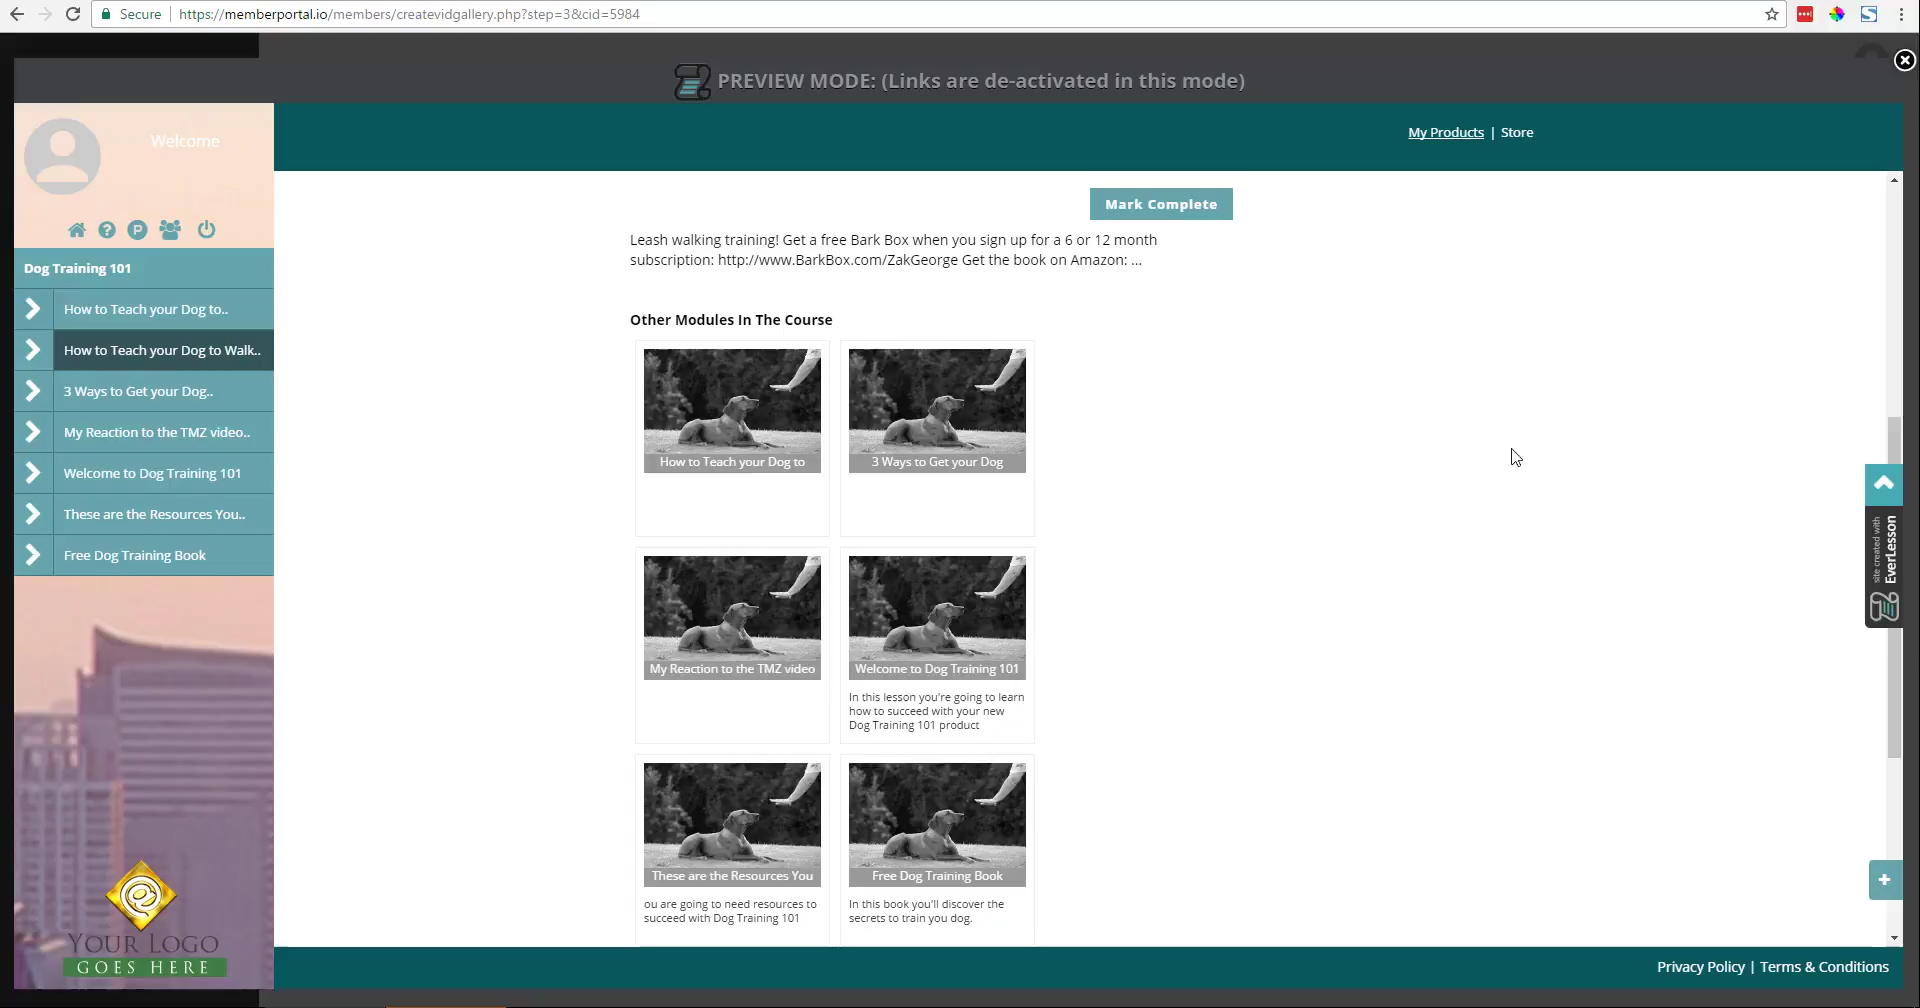 Secure
https://memberportal.io/members/createvidgallery.php?step=3&cid=5984
PREVIEW MODE: (Links are de-activated in this mode)
Welcome
My Products | Store
Dog Training 101
How to Teach your Dog to..
How to Teach your Dog to Walk..
3 Ways to Get your Dog..
My Reaction to the TMZ video..
Welcome to Dog Training 101
These are the Resources You..
Free Dog Training Book
YOUR LOGO
GOES HERE
Mark Complete
Leash walking training! Get a free Bark Box when you sign up for a 6 or 12 month
subscription: http://www.BarkBox.com/ZakGeorge Get the book on Amazon: ...
Other Modules In The Course
How to Teach your Dog to
3 Ways to Get your Dog
My Reaction to the TMZ video
Welcome to Dog Training 101
In this lesson you're going to learn
how to succeed with your new
Dog Training 101 product
These are the Resources You
ou are going to need resources to
succeed with Dog Training 101
Free Dog Training Book
In this book you'll discover the
secrets to train you dog.
site created with
EverLesson
Privacy Policy | Terms & Conditions